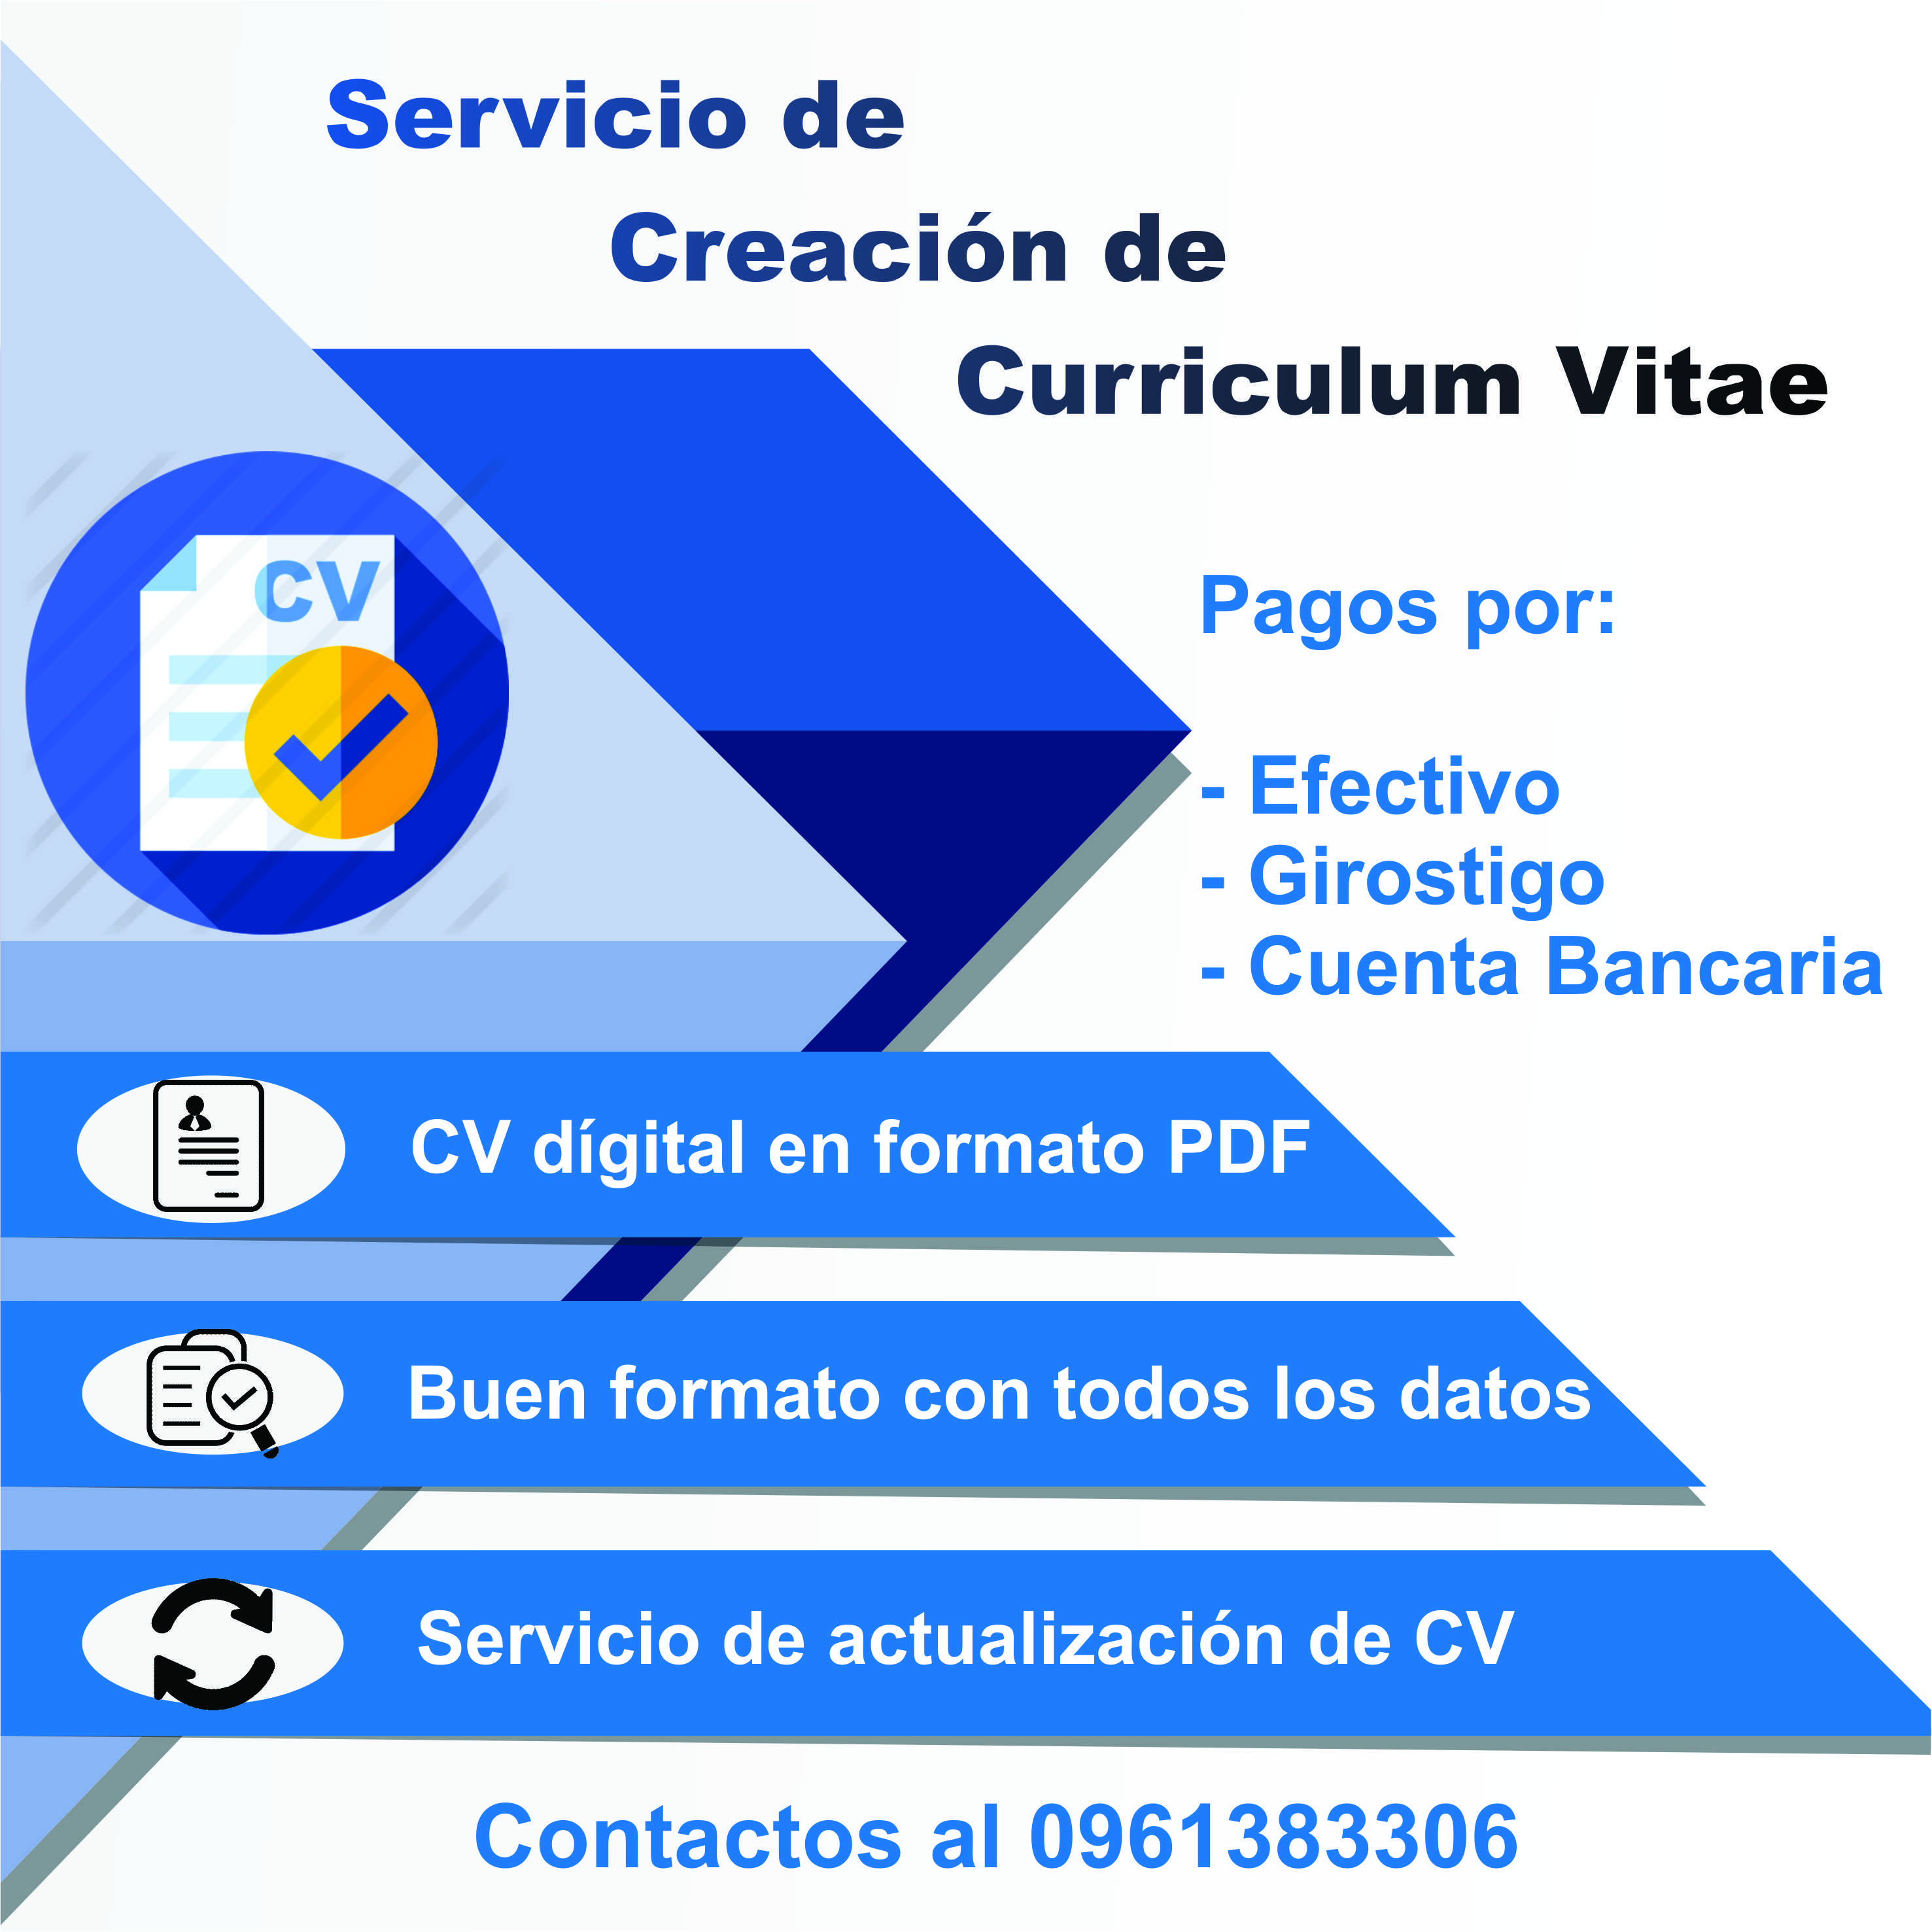 Servicio de
Creación de
Curriculum Vitae
CV
Pagos por:
- Efectivo
- Girostigo
- Cuenta Bancaria
CV dígital en formato PDF
Buen formato con todos los datos
Servicio de actualización de CV
Contactos al 0961383306